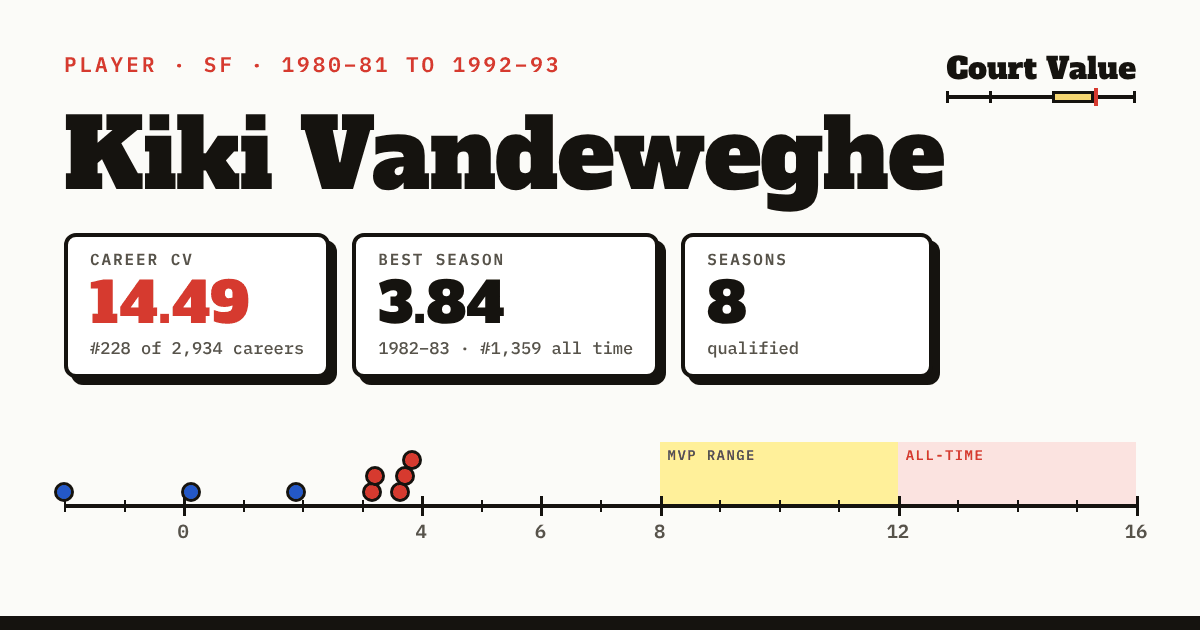 PLAYER · SF · 1980–81 TO 1992–93
Court Value
Kiki Vandeweghe
CAREER CV
14.49
#228 of 2,934 careers
BEST SEASON
3.84
1982–83 · #1,359 all time
SEASONS
8
qualified
MVP RANGE
ALL-TIME
0 4 6 8 12 16